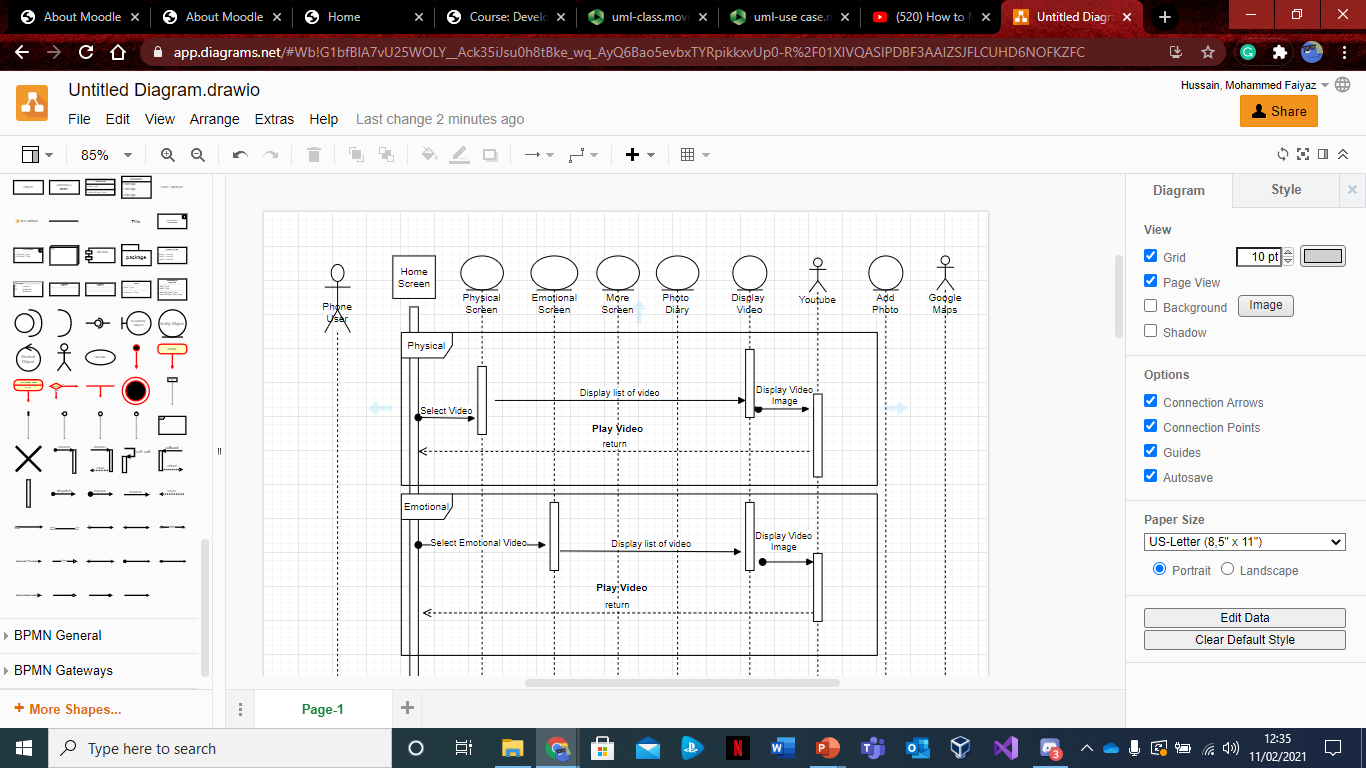 About Moodle
About Moodle
Home
Course: Develo
uml-class.movi
uml-use case.m
(520) How to M
Untitled Diagra
app.diagrams.net/#Wb!G1bfBlA7vU25WOLY__Ack35iJsu0h8tBke_wq_AyQ6Bao5evbxTYRpikkxvUp0-R%2F01XIVQASIPDBF3AAIZSJFLCUHD6NOFKZFC
Untitled Diagram.drawio
Hussain, Mohammed Faiyaz
File Edit View Arrange Extras Help Last change 2 minutes ago
Share
85%
Title
package
Diagram
Style
View
Grid
10 pt
Page View
Background
Image
Shadow
Options
Connection Arrows
Connection Points
Guides
Autosave
Paper Size
US-Letter (8,5" x 11")
Portrait
Landscape
Edit Data
Clear Default Style
Phone
User
Home
Screen
Physical
Screen
Emotional
Screen
More
Screen
Photo
Diary
Display
Video
Youtube
Add
Photo
Google
Maps
Physical
Display list of video
Display Video
Image
Select Video
Play Video
return
Emotional
Select Emotional Video
Display list of video
Display Video
Image
Play Video
return
BPMN General
BPMN Gateways
More Shapes...
Page-1
Type here to search
3
12:35
11/02/2021